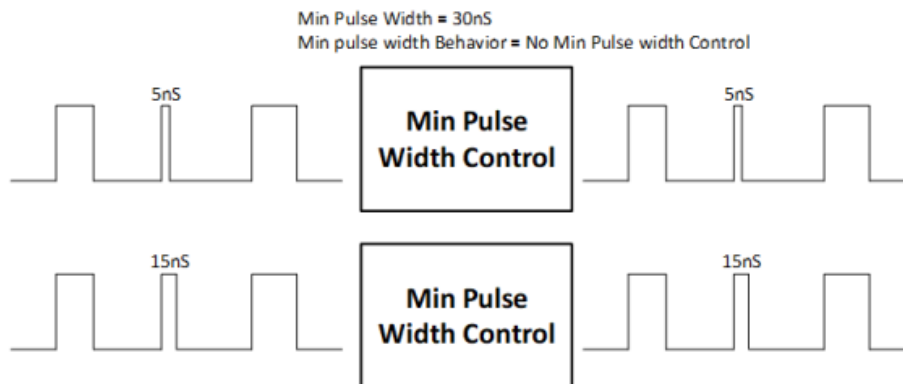 Min Pulse Width = 30nS
Min pulse width Behavior = No Min Pulse width Control
5nS
Min Pulse
Width Control
5nS
15nS
Min Pulse
Width Control
15nS